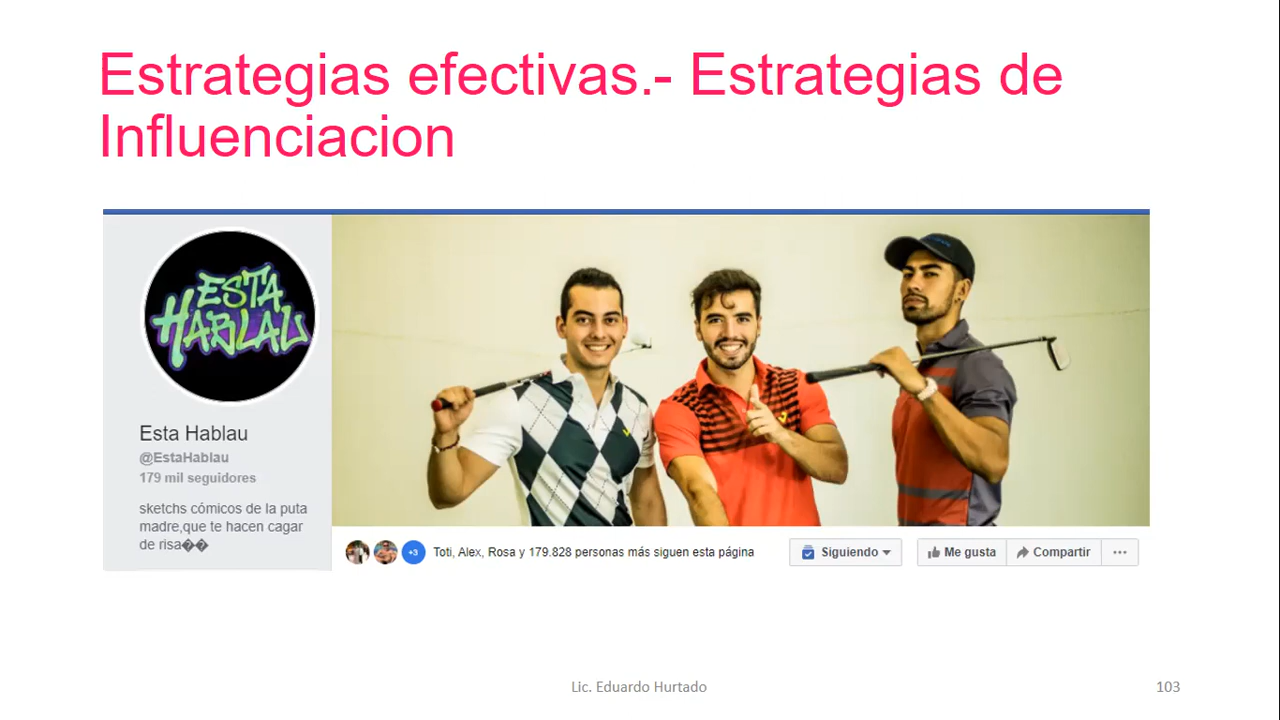 Estrategias efectivas.- Estrategias de
Influenciacion
ESTA
HABLAU
Esta Hablau
@EstaHablau
179 mil seguidores
sketchs cómicos de la puta
madre,que te hacen cagar
de risa��
+3 Toti, Alex, Rosa y 179.828 personas más siguen esta página
Siguiendo
Me gusta
Compartir
...
Lic. Eduardo Hurtado
103